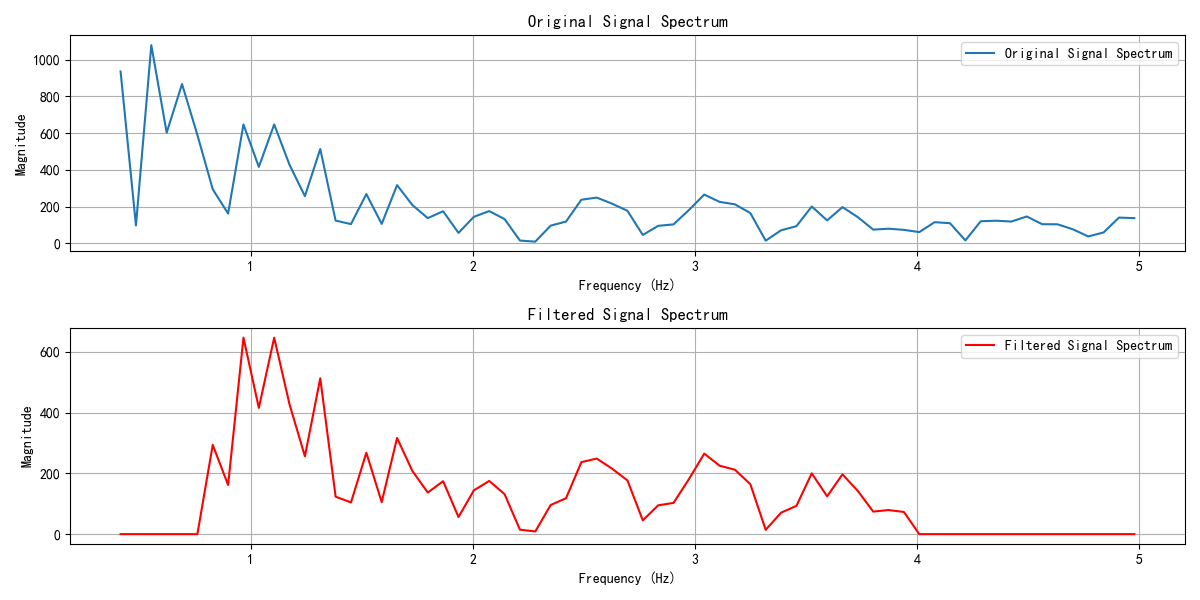 Original Signal Spectrum
Original Signal Spectrum
1000
800
600
400
200
0
Magnitude
1 2 3 4 5
Frequency (Hz)
Filtered Signal Spectrum
Filtered Signal Spectrum
600
400
200
0
Magnitude
1 2 3 4 5
Frequency (Hz)